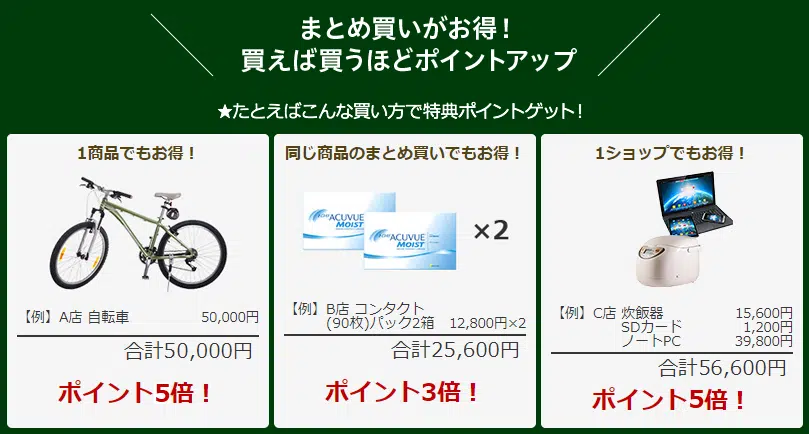 まとめ買いがお得！
買えば買うほどポイントアップ
★たとえばこんな買い方で特典ポイントゲット！
1商品でもお得！
【例】A店 自転車 50,000円
合計50,000円
ポイント5倍！
同じ商品のまとめ買いでもお得！
ACUVUE
MOIST
ACUVUE
MOIST
×2
【例】B店 コンタクト
(90枚)パック2箱 12,800円×2
合計25,600円
ポイント3倍！
1ショップでもお得！
【例】C店 炊飯器 15,600円
SDカード 1,200円
ノートPC 39,800円
合計56,600円
ポイント5倍！